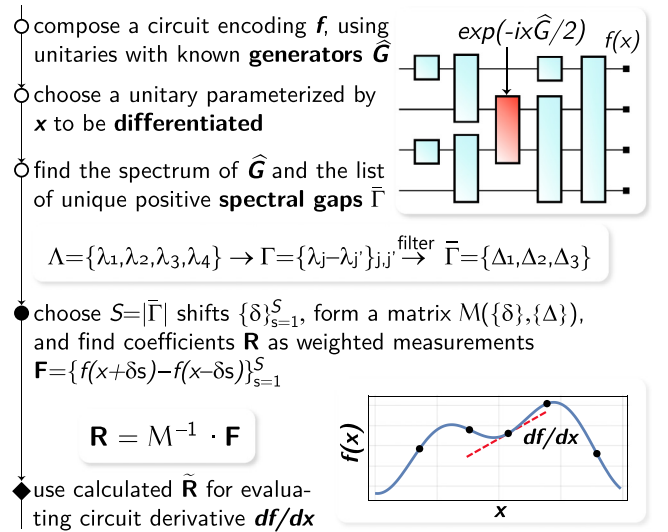 compose a circuit encoding f, using
unitaries with known generators Ĝ
exp(-ixĜ/2)
f(x)
choose a unitary parameterized by
x to be differentiated
find the spectrum of Ĝ and the list
of unique positive spectral gaps Γ̄
Λ={λ1,λ2,λ3,λ4} → Γ={λj−λj'}j,j' filter → Γ̄={Δ1,Δ2,Δ3}
choose S=|Γ̄| shifts {δ}ˢₛ₌₁, form a matrix M({δ},{Δ}),
and find coefficients R as weighted measurements
F={f(x+δs)−f(x−δs)}ˢₛ₌₁
R = M⁻¹ · F
use calculated R̃ for evalua-
ting circuit derivative df/dx
f(x)
df/dx
x